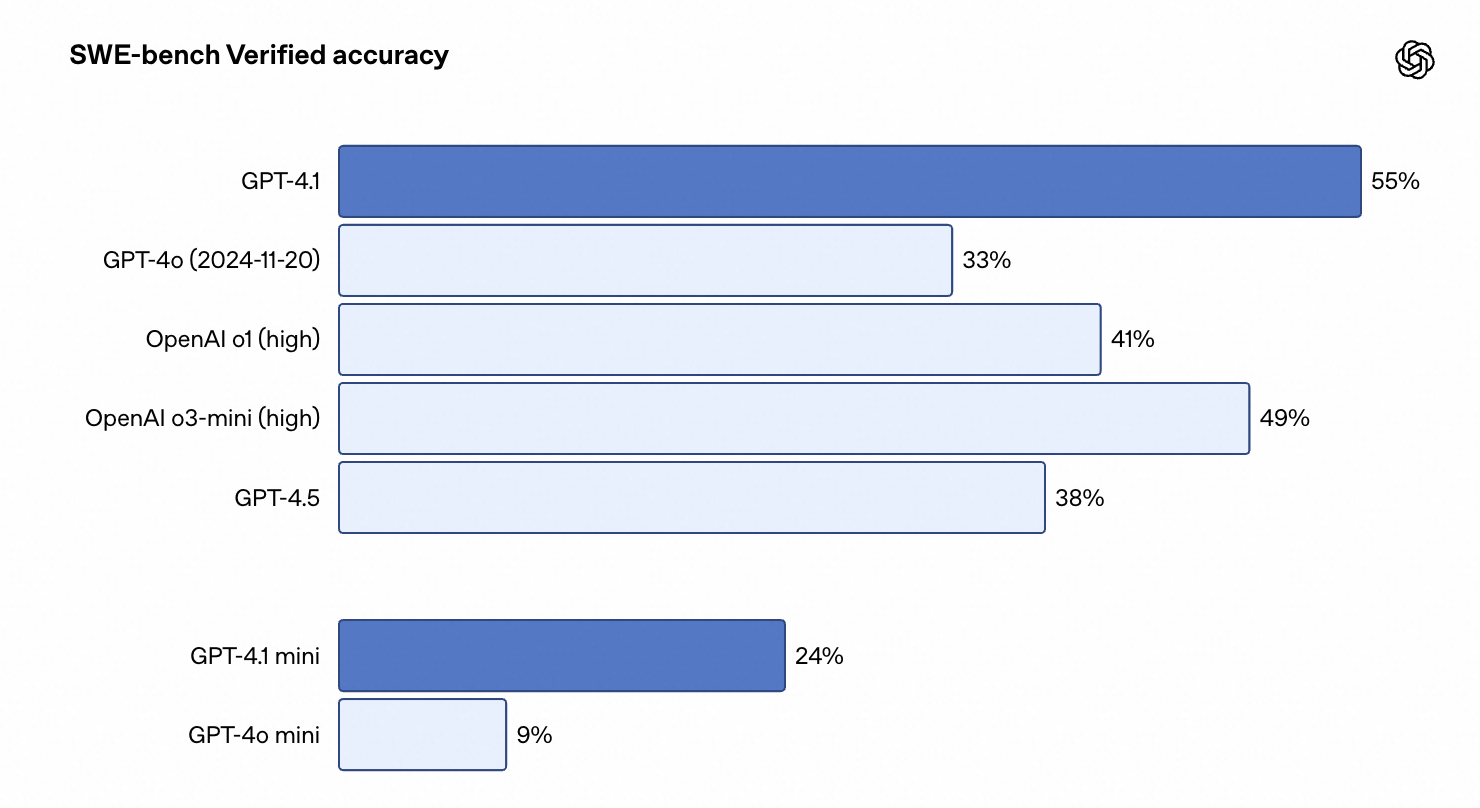 SWE-bench Verified accuracy
GPT-4.1
55%
GPT-4o (2024-11-20)
33%
OpenAI o1 (high)
41%
OpenAI o3-mini (high)
49%
GPT-4.5
38%
GPT-4.1 mini
24%
GPT-4o mini
9%